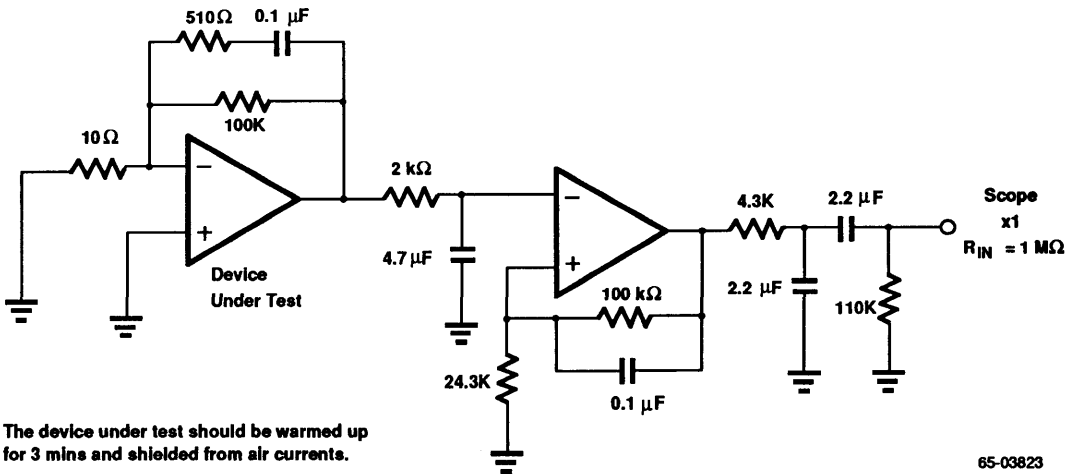 510Ω 0.1 μF
100K
10Ω
−
+
Device
Under Test
2 kΩ
4.7 μF
−
+
100 kΩ
0.1 μF
24.3K
4.3K
2.2 μF
2.2 μF
110K
Scope
x1
R_IN = 1 MΩ
The device under test should be warmed up
for 3 mins and shielded from air currents.
65-03823